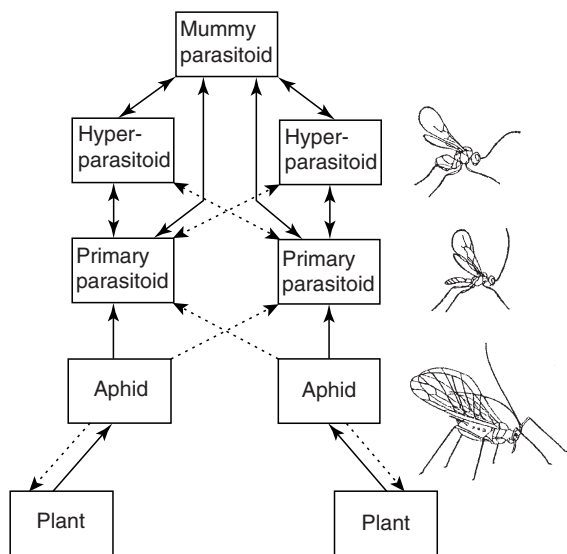 Mummy
parasitoid
Hyper-
parasitoid
Hyper-
parasitoid
Primary
parasitoid
Primary
parasitoid
Aphid
Aphid
Plant
Plant